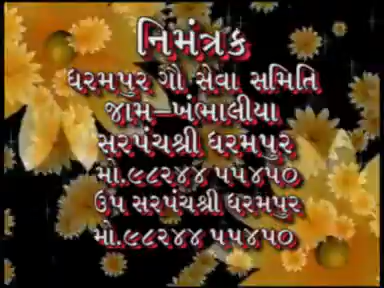 નિમંત્રક
ધરમપુર ગૌ સેવા સમિતિ
જામ-ખંભાલીયા
સરપંચશ્રી ધરમપુર
મો.૯૮૨૪૪ ૫૫૪૫૦
ઉપ સરપંચશ્રી ધરમપુર
મો.૯૮૨૪૪ ૫૫૪૫૦